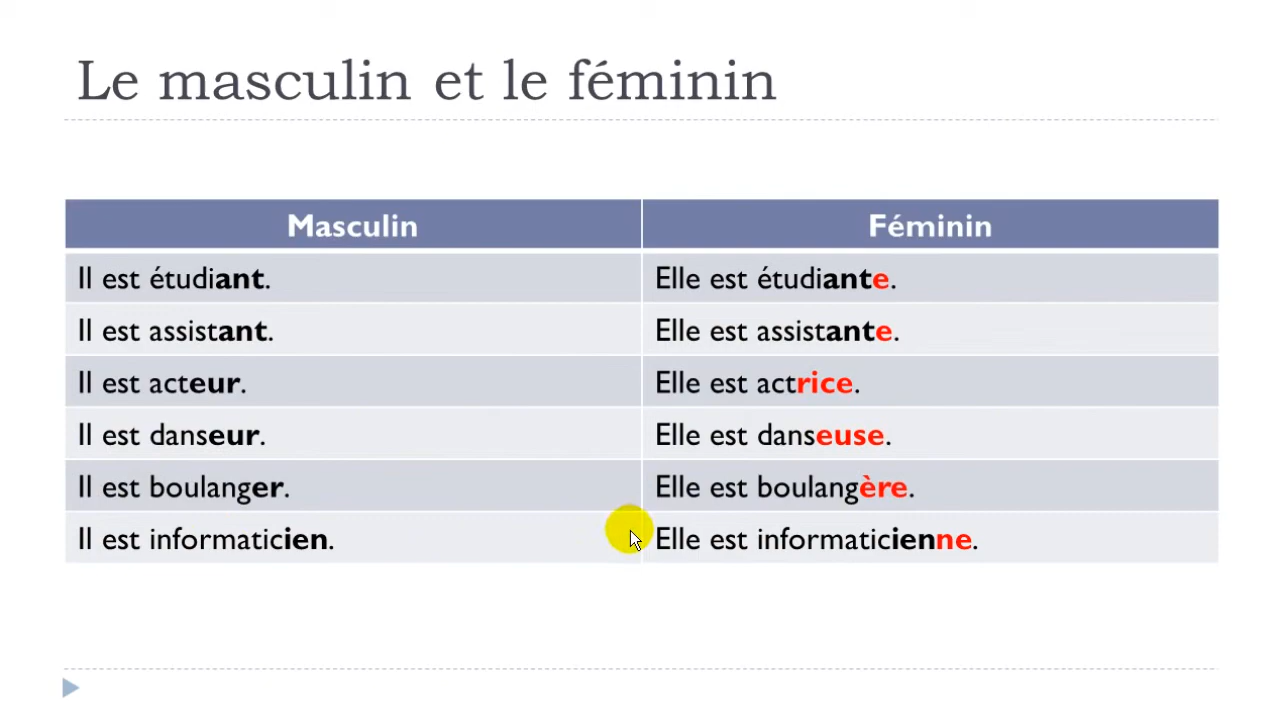 Le masculin et le féminin
Masculin Féminin
Il est étudiant. Elle est étudiante.
Il est assistant. Elle est assistante.
Il est acteur. Elle est actrice.
Il est danseur. Elle est danseuse.
Il est boulanger. Elle est boulangère.
Il est informaticien. Elle est informaticienne.